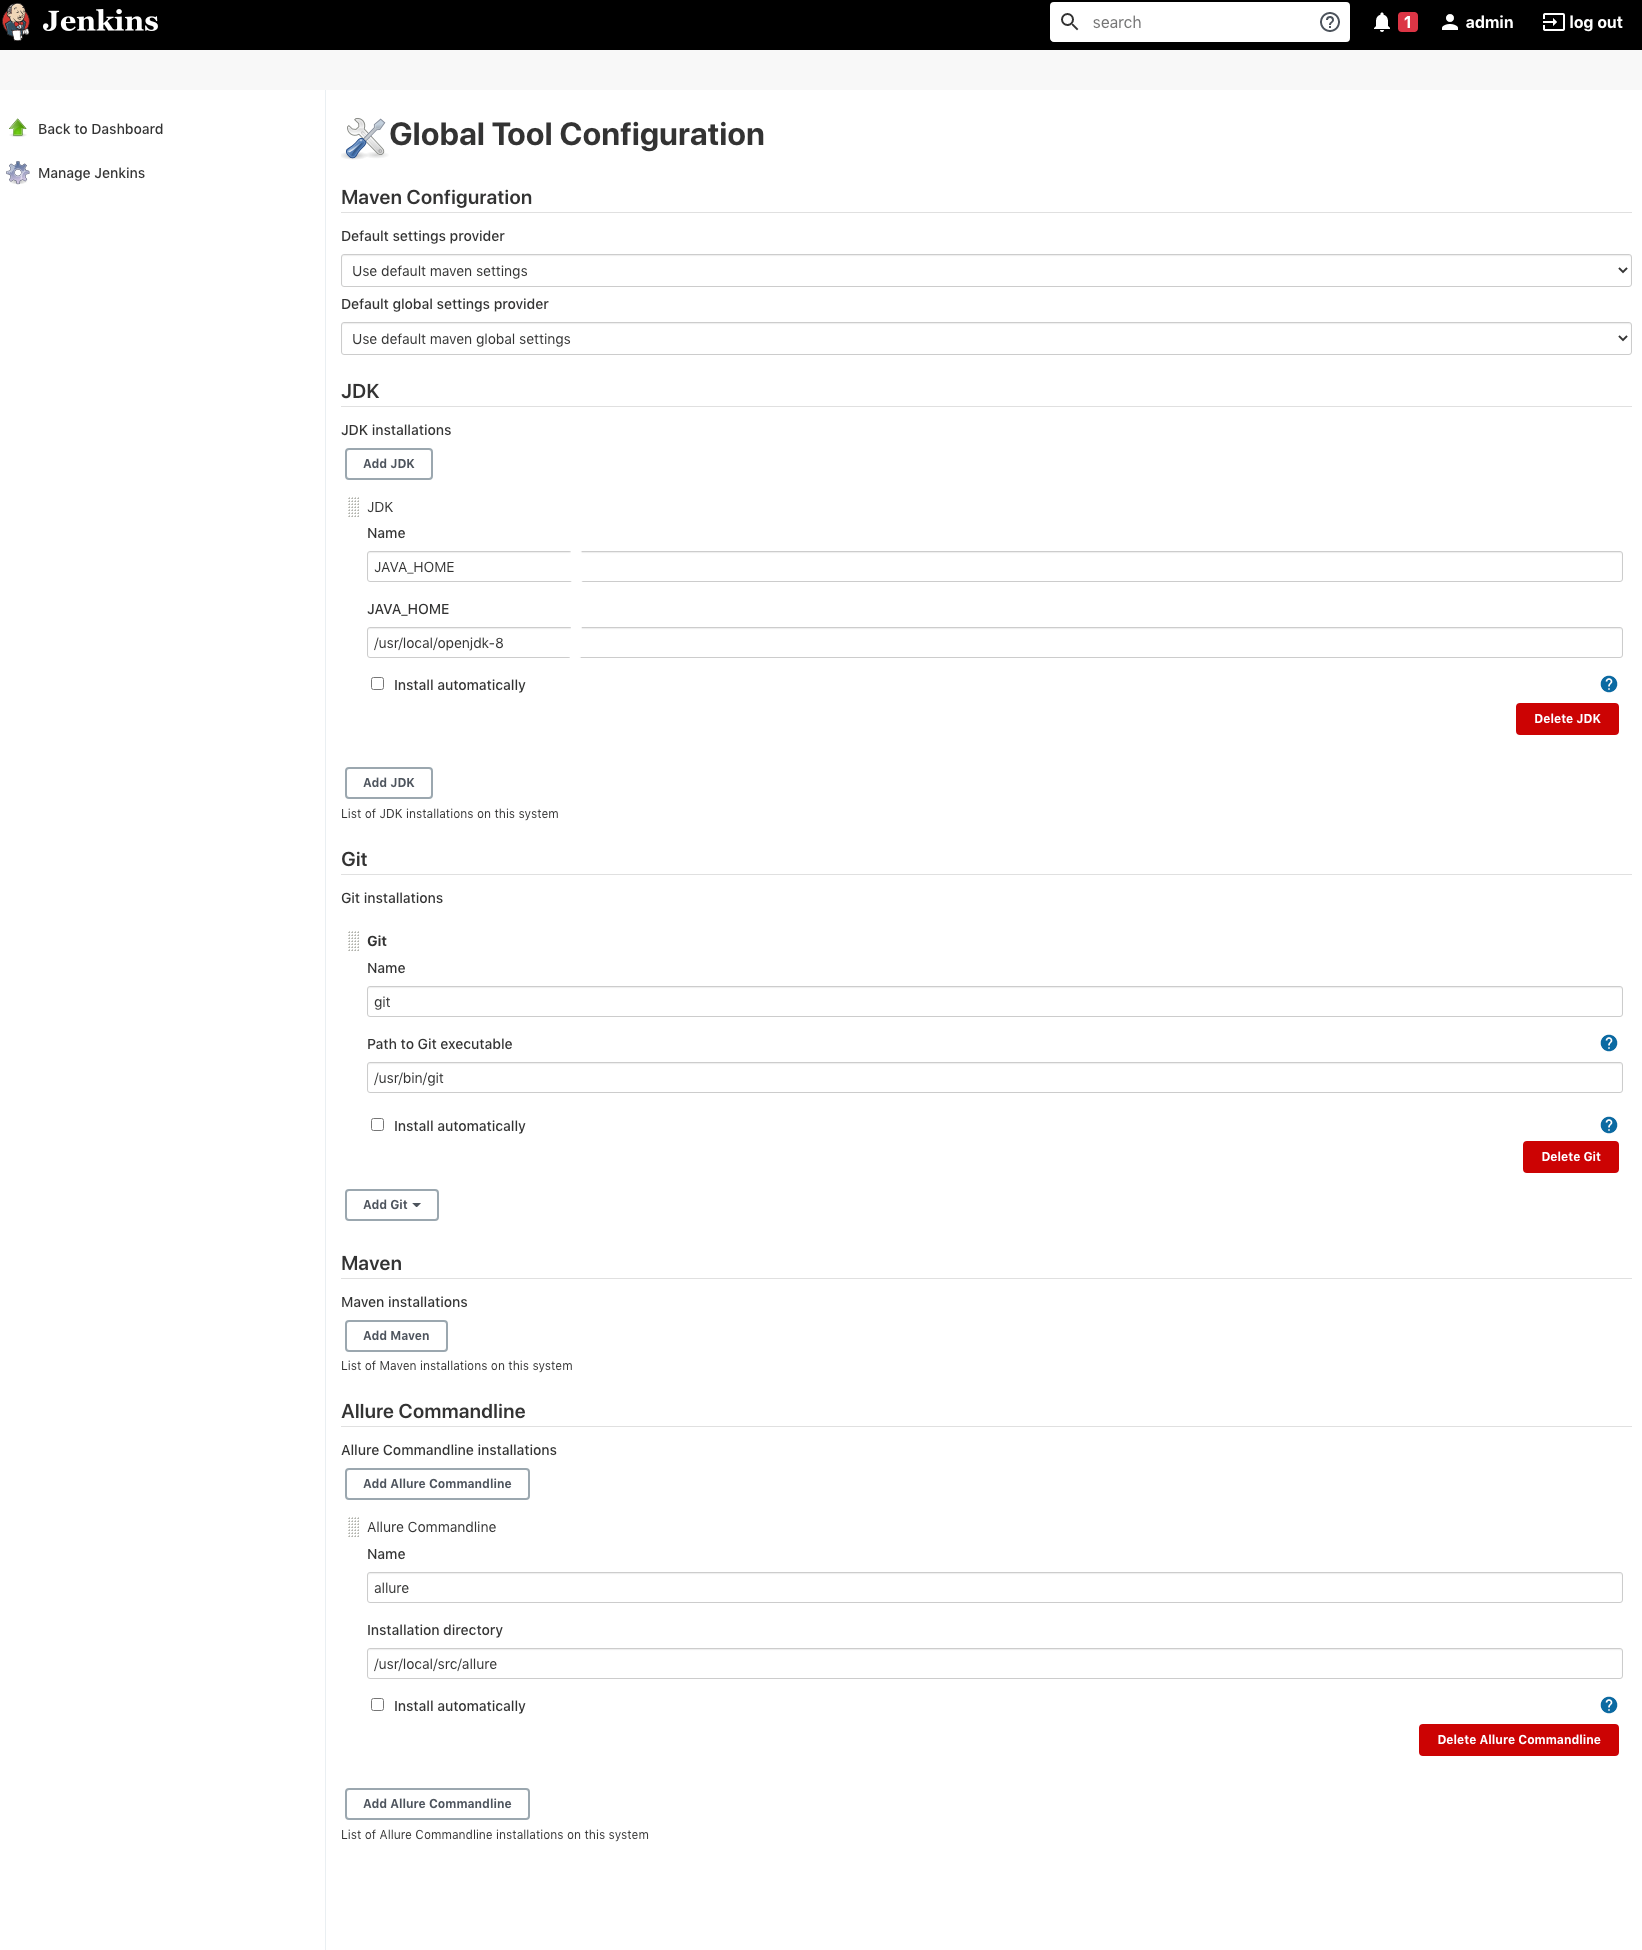 Jenkins
search
1
admin
log out
Back to Dashboard
Manage Jenkins
Global Tool Configuration
Maven Configuration
Default settings provider
Use default maven settings
Default global settings provider
Use default maven global settings
JDK
JDK installations
Add JDK
JDK
Name
JAVA_HOME
JAVA_HOME
/usr/local/openjdk-8
Install automatically
Delete JDK
Add JDK
List of JDK installations on this system
Git
Git installations
Git
Name
git
Path to Git executable
/usr/bin/git
Install automatically
Delete Git
Add Git
Maven
Maven installations
Add Maven
List of Maven installations on this system
Allure Commandline
Allure Commandline installations
Add Allure Commandline
Allure Commandline
Name
allure
Installation directory
/usr/local/src/allure
Install automatically
Delete Allure Commandline
Add Allure Commandline
List of Allure Commandline installations on this system